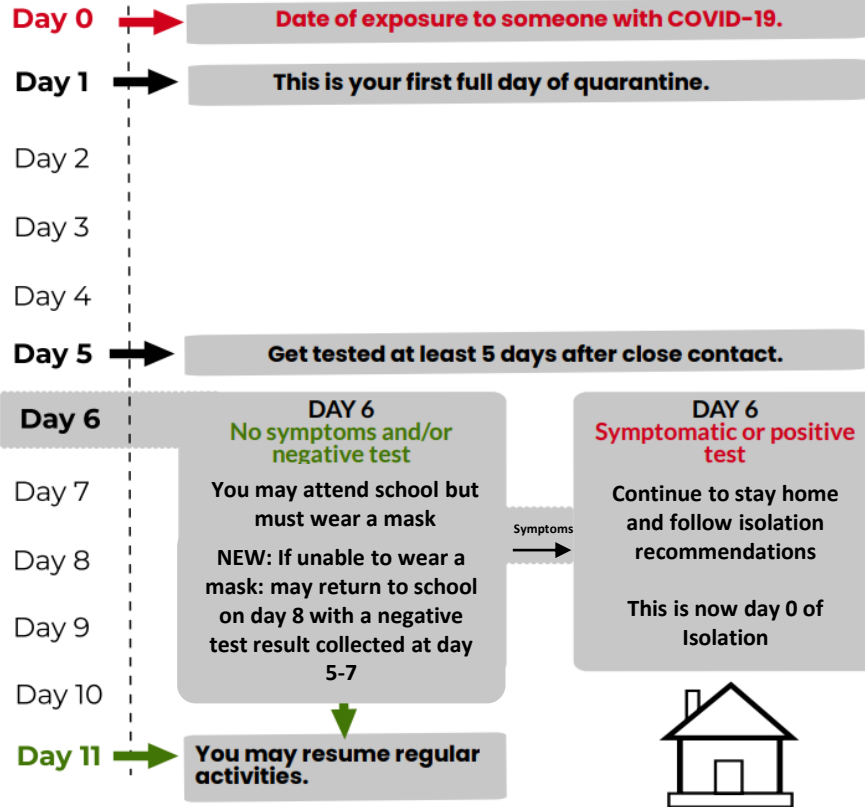 Day 0
Date of exposure to someone with COVID-19.
Day 1
This is your first full day of quarantine.
Day 2
Day 3
Day 4
Day 5
Get tested at least 5 days after close contact.
Day 6
DAY 6
No symptoms and/or
negative test
You may attend school but
must wear a mask
NEW: If unable to wear a
mask: may return to school
on day 8 with a negative
test result collected at day
5-7
Symptoms
DAY 6
Symptomatic or positive
test
Continue to stay home
and follow isolation
recommendations
This is now day 0 of
Isolation
Day 7
Day 8
Day 9
Day 10
Day 11
You may resume regular
activities.